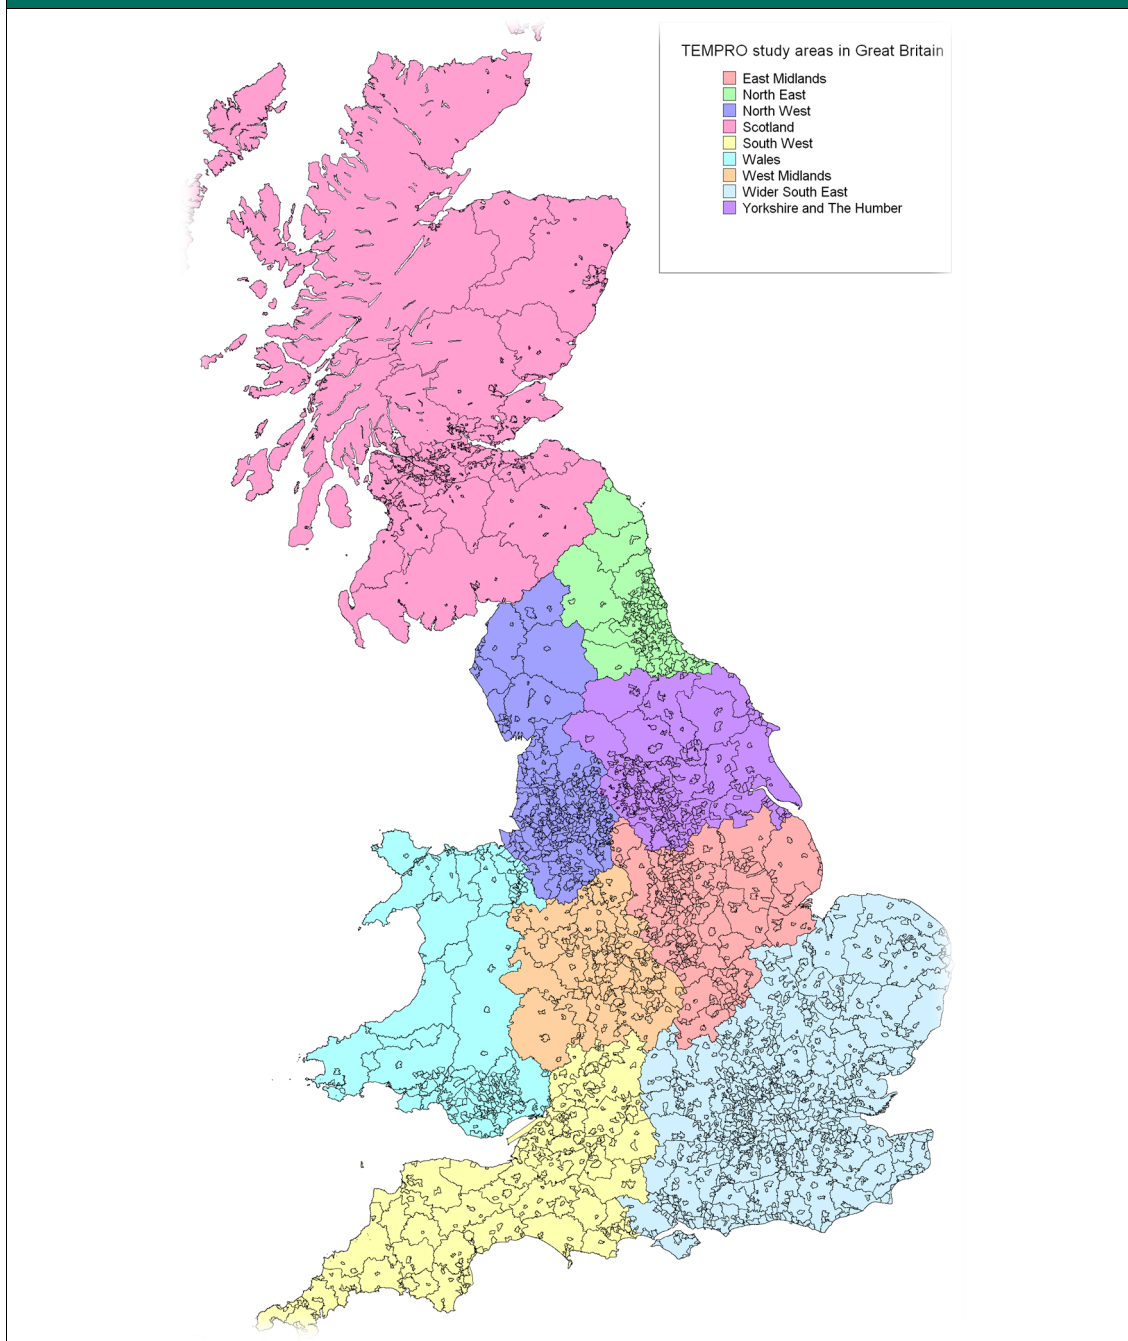 TEMPRO study areas in Great Britain
East Midlands
North East
North West
Scotland
South West
Wales
West Midlands
Wider South East
Yorkshire and The Humber